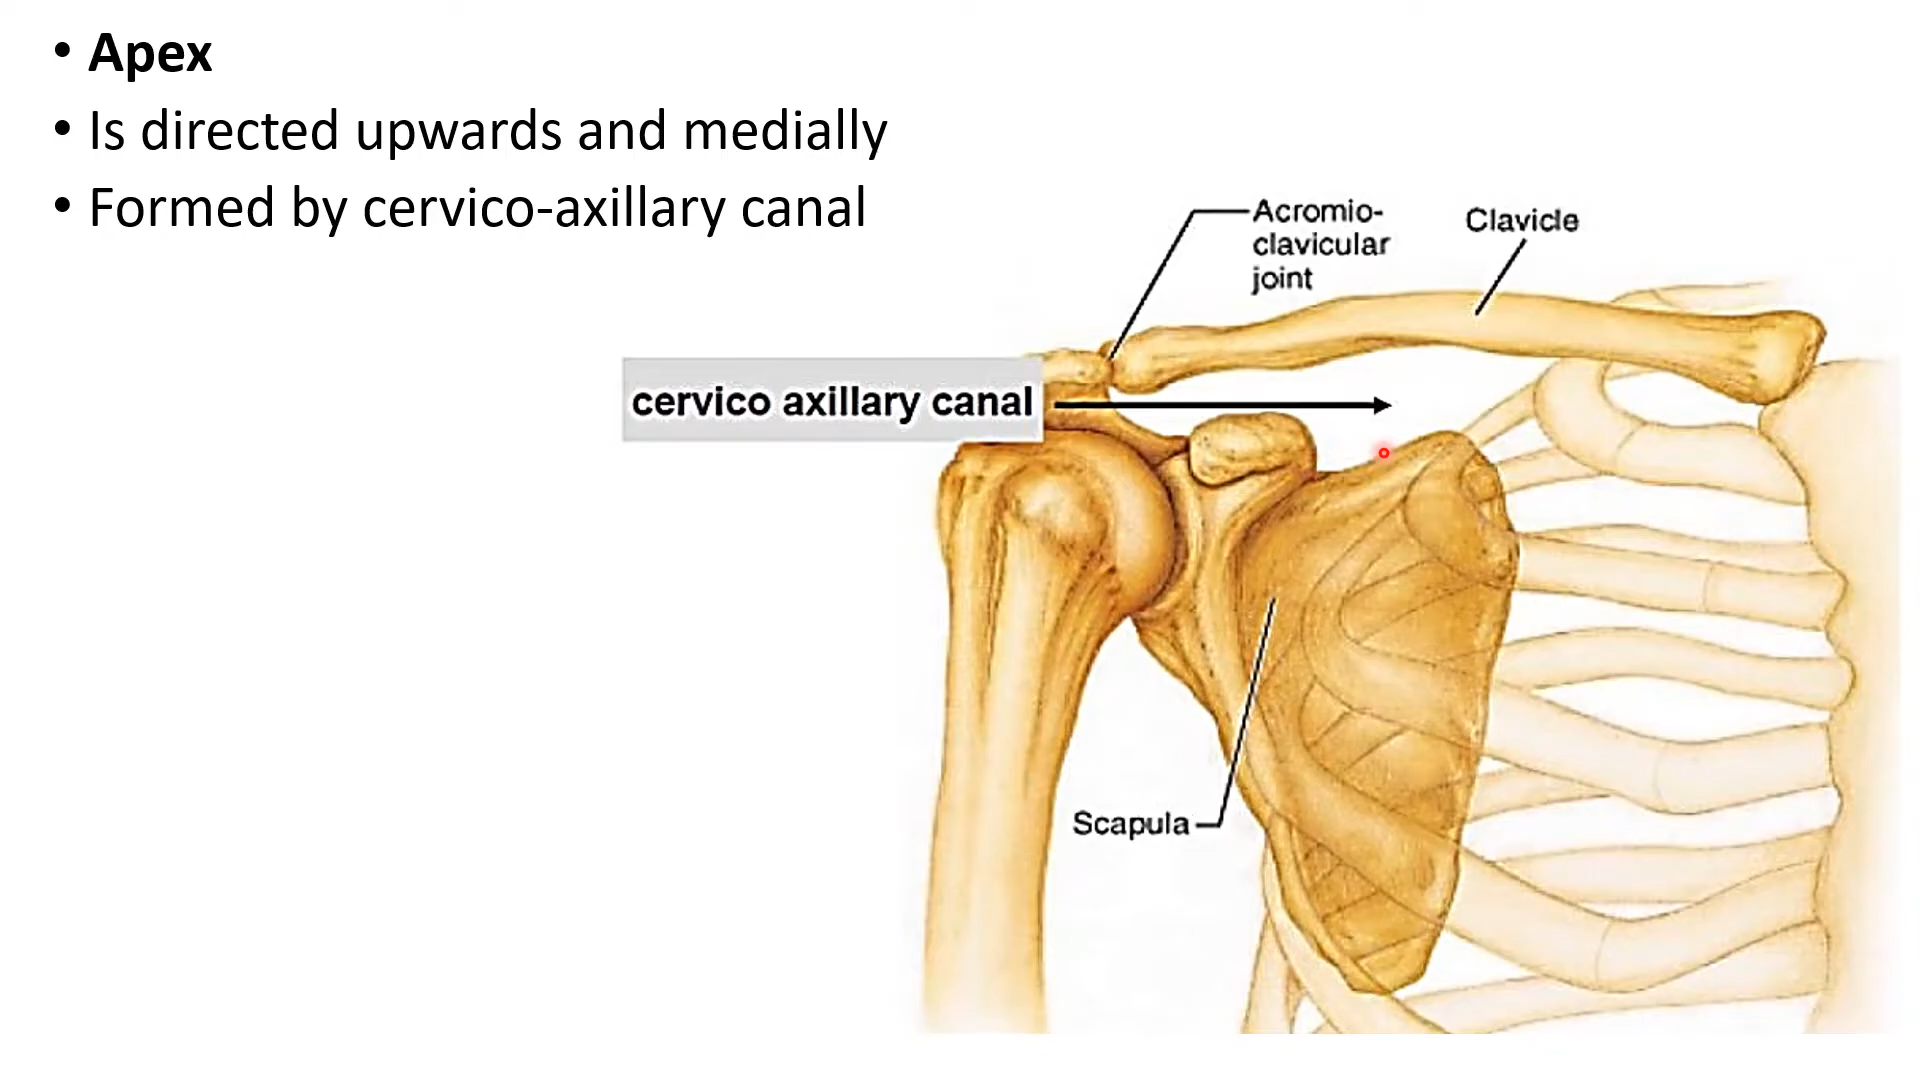 • Apex
• Is directed upwards and medially
• Formed by cervico-axillary canal
Acromio-
clavicular
joint
Clavicle
cervico axillary canal
Scapula